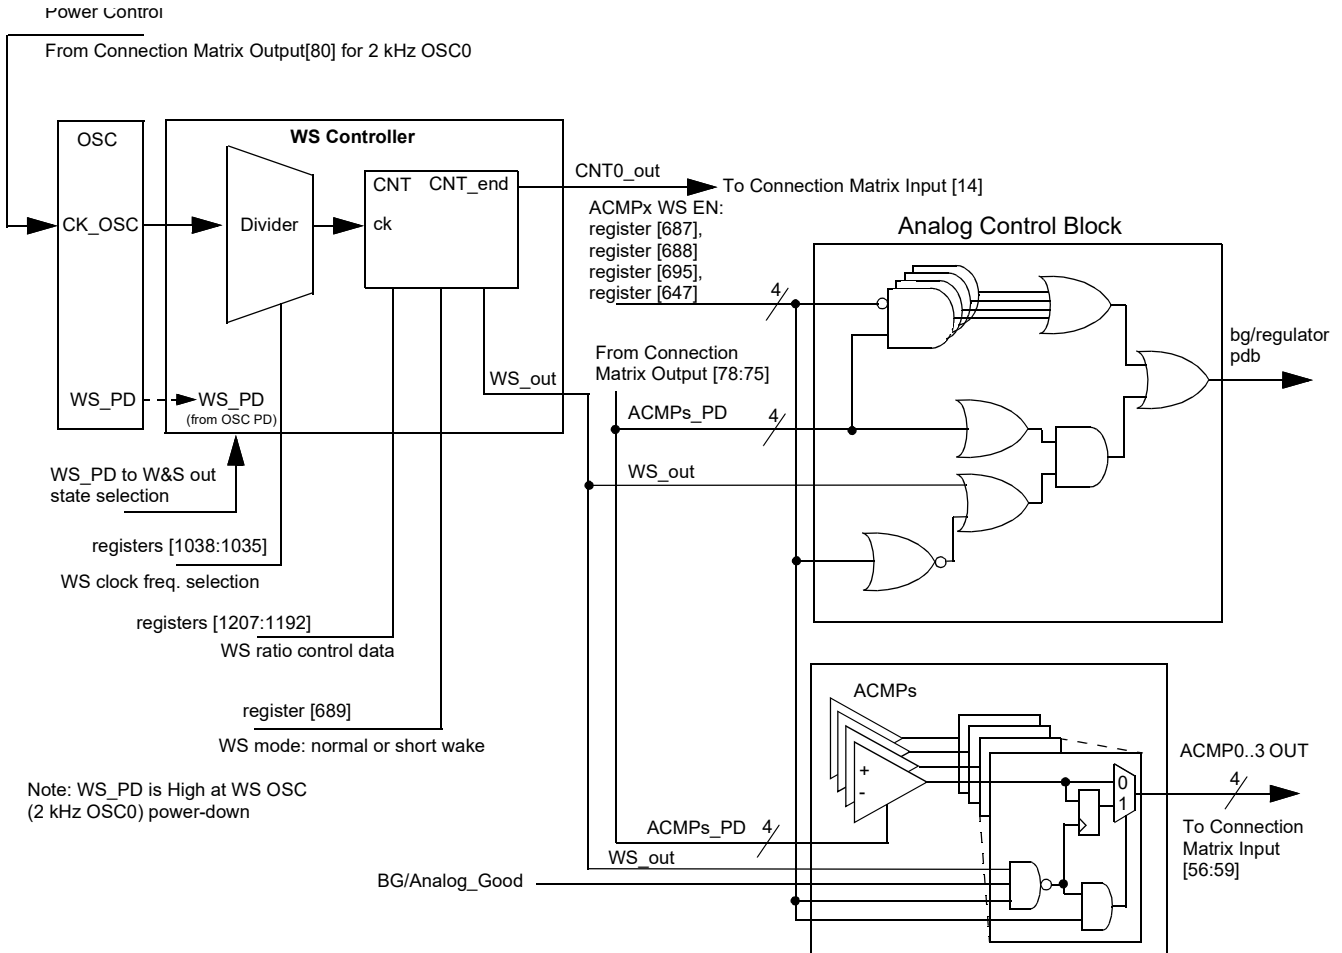 Power Control
From Connection Matrix Output[80] for 2 kHz OSC0
OSC
WS Controller
CNT
CNT_end
CNT0_out
To Connection Matrix Input [14]
CK_OSC
Divider
ck
ACMPx WS EN:
register [687],
register [688]
register [695],
register [647]
4
Analog Control Block
bg/regulator
pdb
From Connection
Matrix Output [78:75]
WS_out
WS_PD
WS_PD
(from OSC PD)
ACMPs_PD
4
WS_PD to W&S out
state selection
WS_out
registers [1038:1035]
WS clock freq. selection
registers [1207:1192]
WS ratio control data
register [689]
WS mode: normal or short wake
Note: WS_PD is High at WS OSC
(2 kHz OSC0) power-down
ACMPs
+
-
0
1
ACMP0..3 OUT
4
To Connection
Matrix Input
[56:59]
ACMPs_PD
4
WS_out
BG/Analog_Good